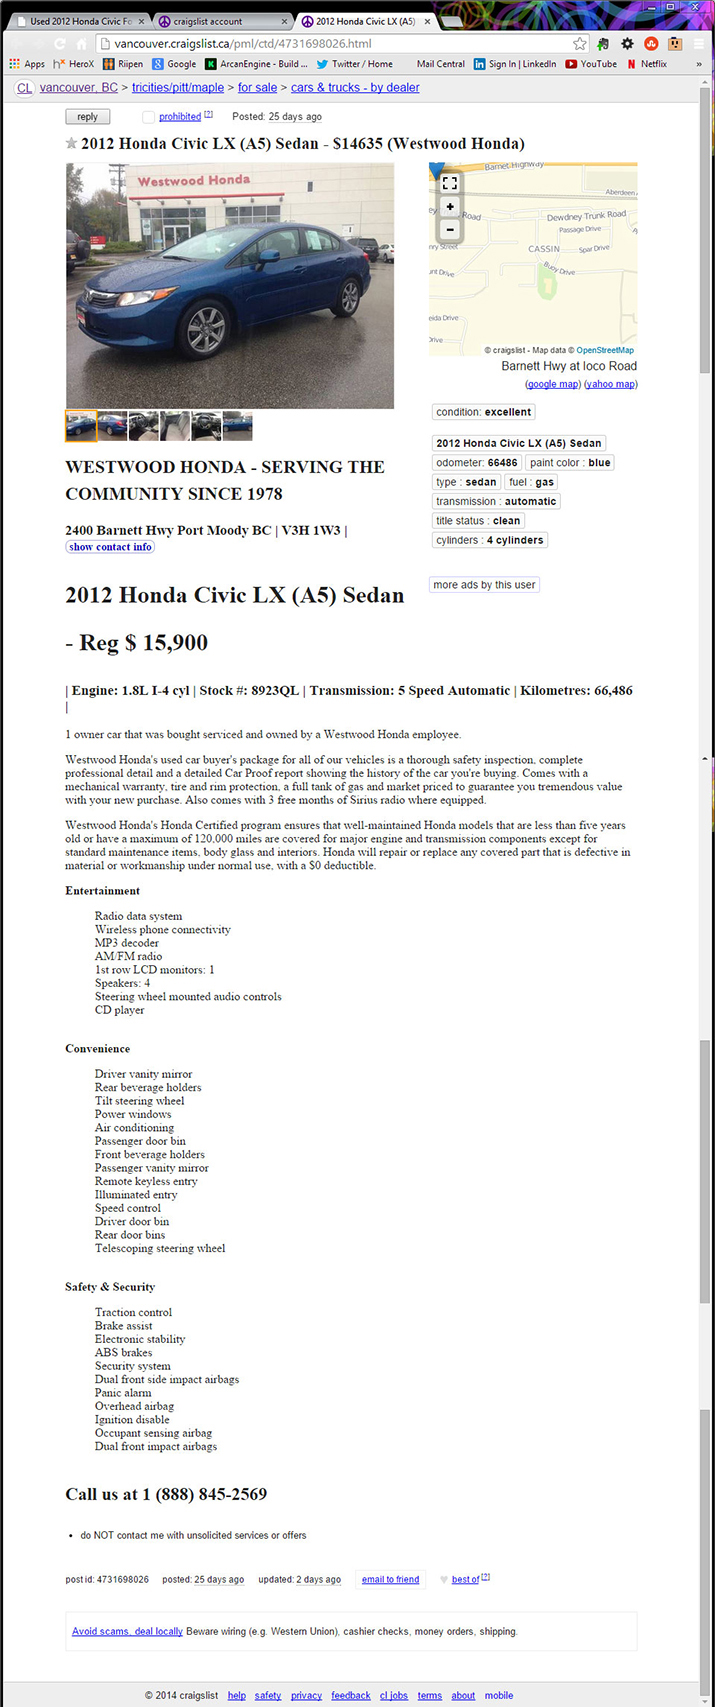 Used 2012 Honda Civic Fo
craigslist account
2012 Honda Civic LX (A5)
vancouver.craigslist.ca/pml/ctd/4731698026.html
Apps HeroX Riipen Google ArcanEngine - Build ... Twitter / Home Mail Central Sign In | LinkedIn YouTube Netflix »
CL vancouver, BC > tricities/pitt/maple > for sale > cars & trucks - by dealer
reply prohibited [?] Posted: 25 days ago
2012 Honda Civic LX (A5) Sedan - $14635 (Westwood Honda)
Westwood Honda
Barnet Highway
Aberdeen
Road
Dewdney Trunk Road
Passage Drive
CASSIN
Spar Drive
Buoy Drive
unt Drive
eida Drive
Drive
+
−
© craigslist - Map data © OpenStreetMap
Barnett Hwy at Ioco Road
(google map) (yahoo map)
condition: excellent
2012 Honda Civic LX (A5) Sedan
odometer: 66486 paint color : blue
type : sedan fuel : gas
transmission : automatic
title status : clean
cylinders : 4 cylinders
more ads by this user
WESTWOOD HONDA - SERVING THE
COMMUNITY SINCE 1978
2400 Barnett Hwy Port Moody BC | V3H 1W3 |
show contact info
2012 Honda Civic LX (A5) Sedan
- Reg $ 15,900
| Engine: 1.8L I-4 cyl | Stock #: 8923QL | Transmission: 5 Speed Automatic | Kilometres: 66,486
|
1 owner car that was bought serviced and owned by a Westwood Honda employee.
Westwood Honda's used car buyer's package for all of our vehicles is a thorough safety inspection, complete
professional detail and a detailed Car Proof report showing the history of the car you're buying. Comes with a
mechanical warranty, tire and rim protection, a full tank of gas and market priced to guarantee you tremendous value
with your new purchase. Also comes with 3 free months of Sirius radio where equipped.
Westwood Honda's Honda Certified program ensures that well-maintained Honda models that are less than five years
old or have a maximum of 120,000 miles are covered for major engine and transmission components except for
standard maintenance items, body glass and interiors. Honda will repair or replace any covered part that is defective in
material or workmanship under normal use, with a $0 deductible.
Entertainment
Radio data system
Wireless phone connectivity
MP3 decoder
AM/FM radio
1st row LCD monitors: 1
Speakers: 4
Steering wheel mounted audio controls
CD player
Convenience
Driver vanity mirror
Rear beverage holders
Tilt steering wheel
Power windows
Air conditioning
Passenger door bin
Front beverage holders
Passenger vanity mirror
Remote keyless entry
Illuminated entry
Speed control
Driver door bin
Rear door bins
Telescoping steering wheel
Safety & Security
Traction control
Brake assist
Electronic stability
ABS brakes
Security system
Dual front side impact airbags
Panic alarm
Overhead airbag
Ignition disable
Occupant sensing airbag
Dual front impact airbags
Call us at 1 (888) 845-2569
• do NOT contact me with unsolicited services or offers
post id: 4731698026 posted: 25 days ago updated: 2 days ago email to friend best of [?]
Avoid scams, deal locally Beware wiring (e.g. Western Union), cashier checks, money orders, shipping.
© 2014 craigslist help safety privacy feedback cl jobs terms about mobile